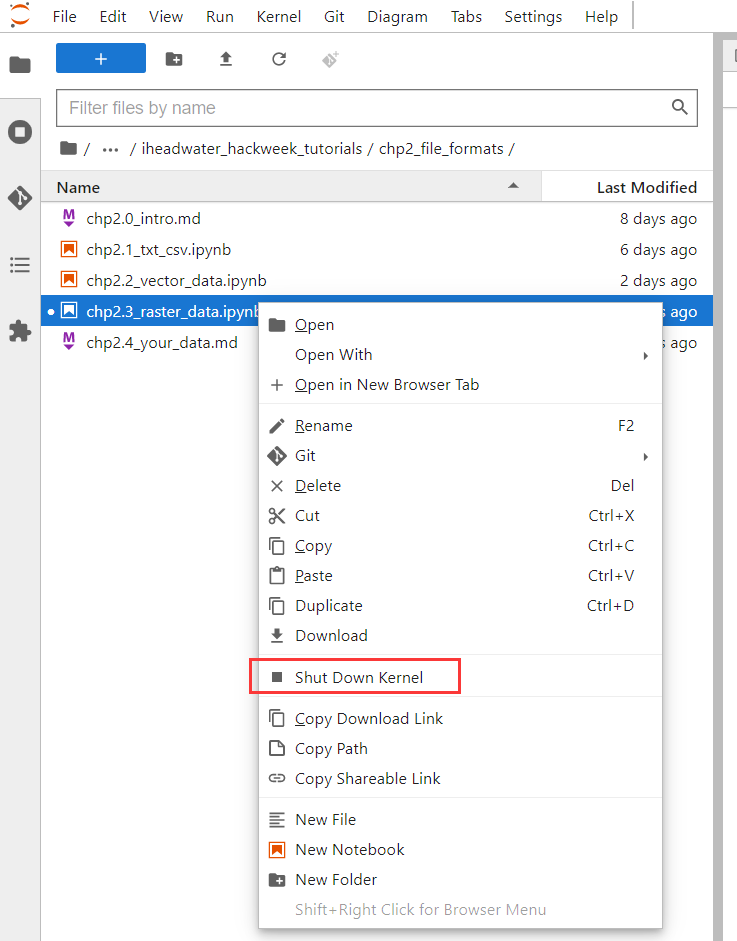 File Edit View Run Kernel Git Diagram Tabs Settings Help
Filter files by name
/ ... / iheadwater_hackweek_tutorials / chp2_file_formats /
Name Last Modified
chp2.0_intro.md 8 days ago
chp2.1_txt_csv.ipynb 6 days ago
chp2.2_vector_data.ipynb 2 days ago
chp2.3_raster_data.ipynb ago
chp2.4_your_data.md ago
Open
Open With
Open in New Browser Tab
Rename F2
Git
Delete Del
Cut Ctrl+X
Copy Ctrl+C
Paste Ctrl+V
Duplicate Ctrl+D
Download
Shut Down Kernel
Copy Download Link
Copy Path
Copy Shareable Link
New File
New Notebook
New Folder
Shift+Right Click for Browser Menu